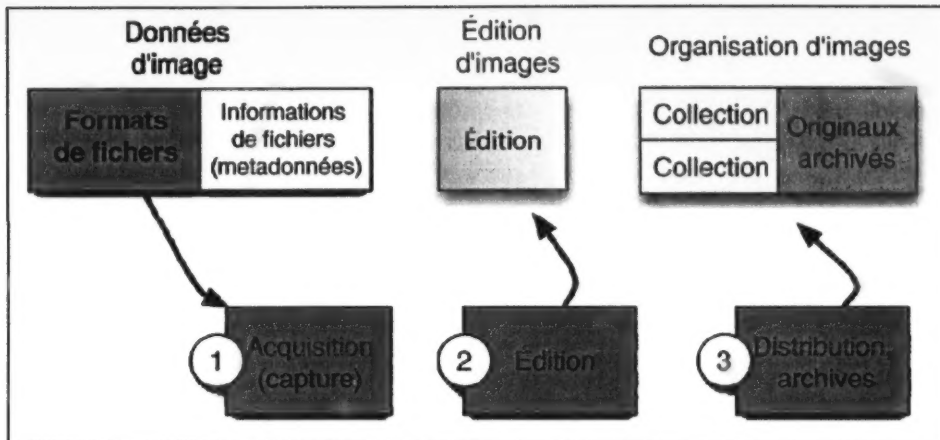 Données
d'image
Édition
d'images
Organisation d'images
Formats
de fichers
Informations
de fichiers
(metadonnées)
Édition
Collection
Collection
Originaux
archivés
1
Acquisition
(capture)
2
Édition
3
Distribution,
archives